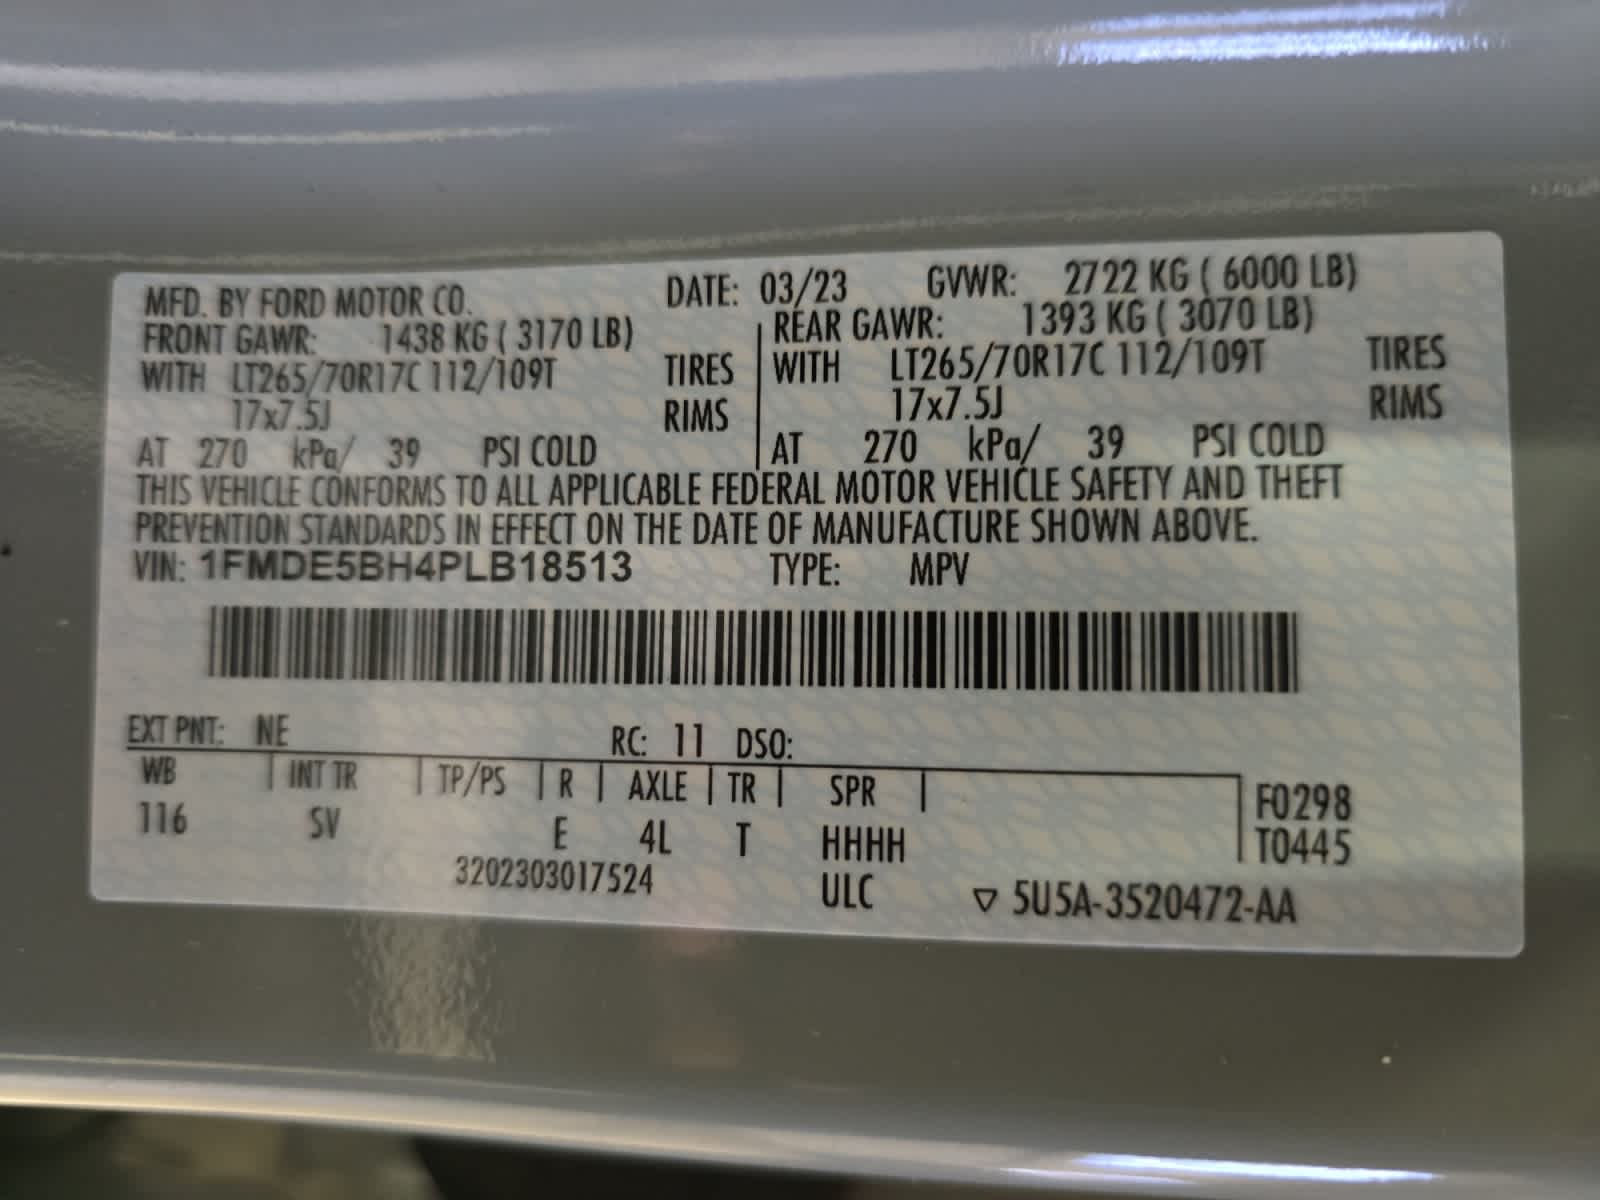 MFD. BY FORD MOTOR CO. DATE: 03/23 GVWR: 2722 KG ( 6000 LB)
FRONT GAWR: 1438 KG ( 3170 LB) REAR GAWR: 1393 KG ( 3070 LB)
WITH LT265/70R17C 112/109T TIRES WITH LT265/70R17C 112/109T TIRES
17x7.5J RIMS 17x7.5J RIMS
AT 270 kPa/ 39 PSI COLD AT 270 kPa/ 39 PSI COLD
THIS VEHICLE CONFORMS TO ALL APPLICABLE FEDERAL MOTOR VEHICLE SAFETY AND THEFT
PREVENTION STANDARDS IN EFFECT ON THE DATE OF MANUFACTURE SHOWN ABOVE.
VIN: 1FMDE5BH4PLB18513 TYPE: MPV
EXT PNT: NE RC: 11 DSO:
WB | INT TR | TP/PS | R | AXLE | TR | SPR | F0298
116 SV E 4L T HHHH T0445
3202303017524 ULC ▽ 5U5A-3520472-AA